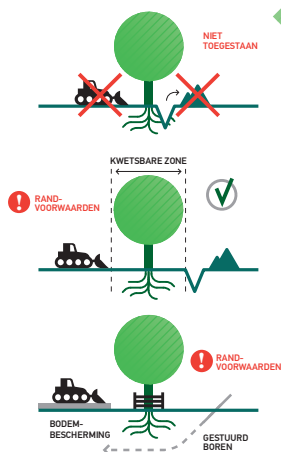 NIET
TOEGESTAAN
KWETSBARE ZONE
RAND-
VOORWAARDEN
RAND-
VOORWAARDEN
BODEM-
BESCHERMING
GESTUURD
BOREN